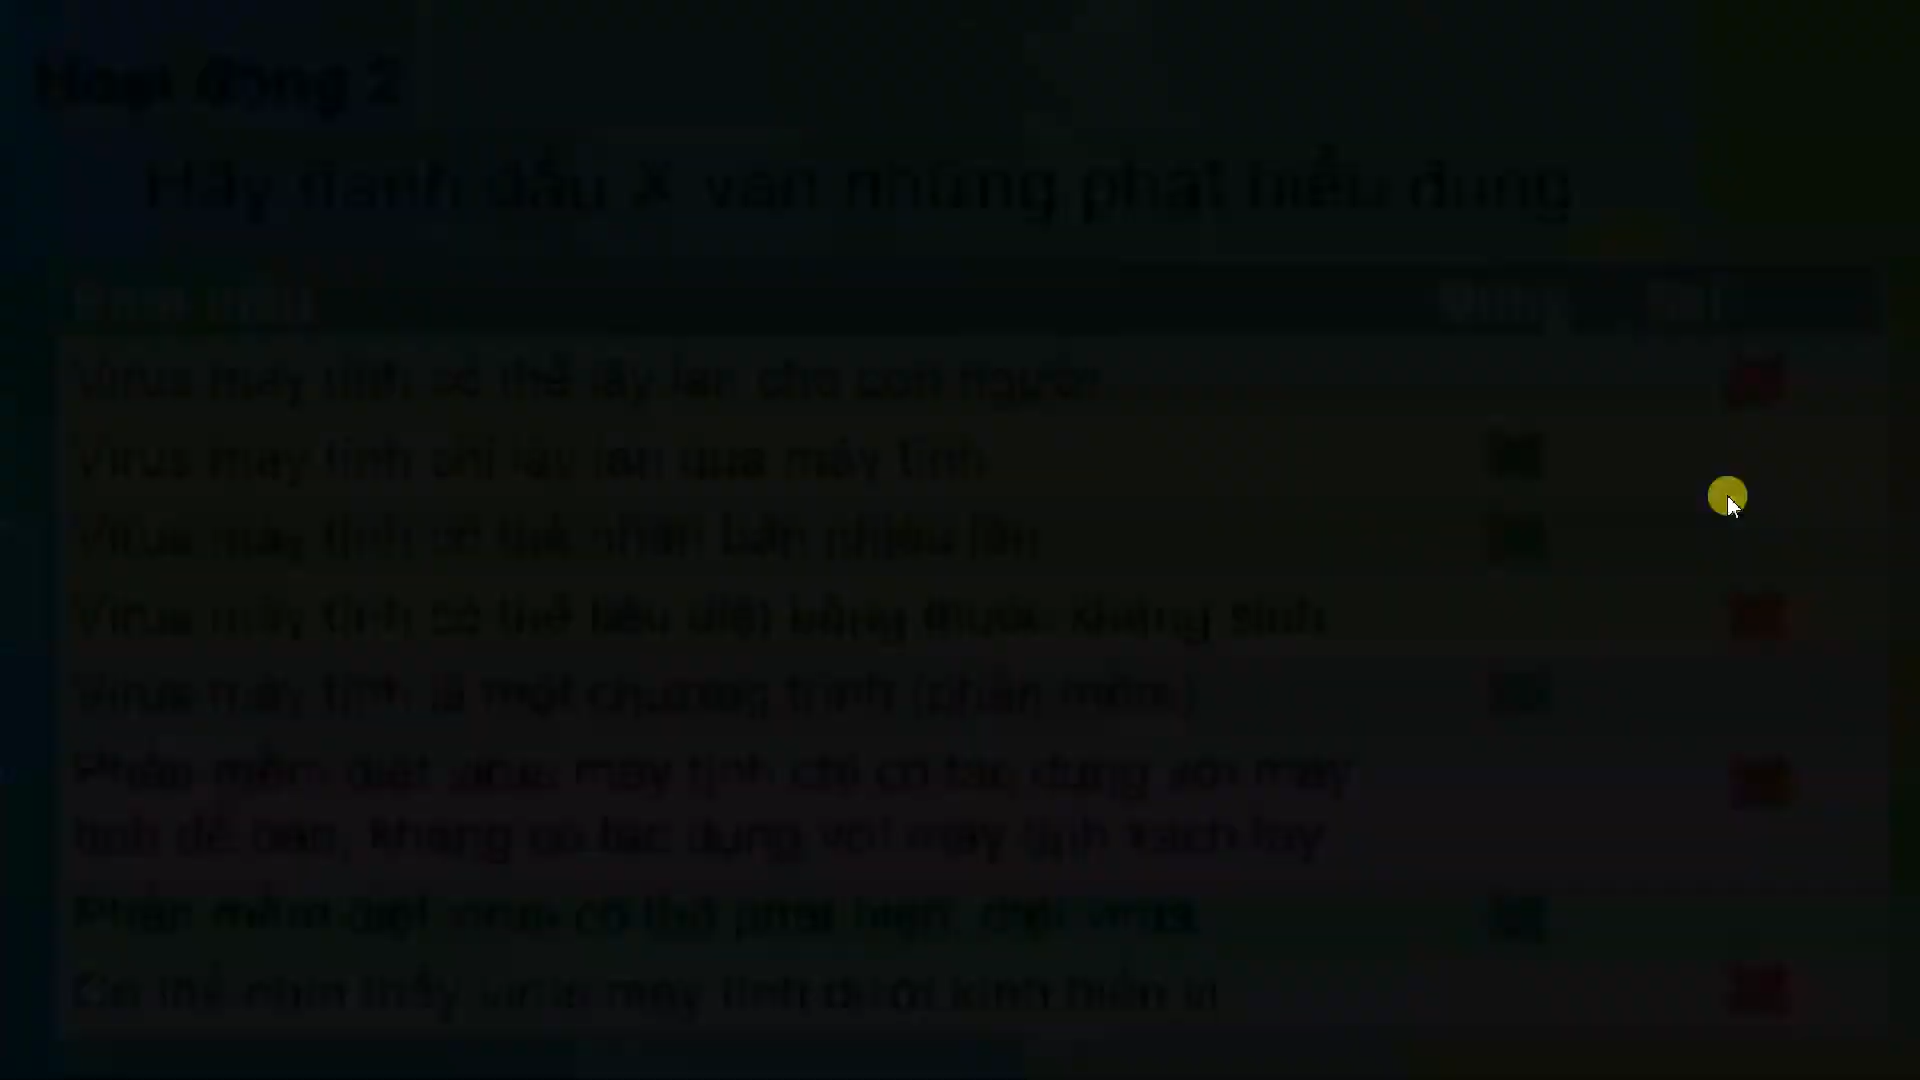 Hoạt động 2
Hãy đánh dấu X vào những phát biểu đúng
Phát biểu Đúng Sai
Virus máy tính có thể lây lan cho con người
Virus máy tính chỉ lây lan qua máy tính
Virus máy tính có thể nhân bản nhiều lần
Virus máy tính có thể tiêu diệt bằng thuốc kháng sinh
Virus máy tính là một chương trình (phần mềm)
Phần mềm diệt virus máy tính chỉ có tác dụng với máy
tính để bàn, không có tác dụng với máy tính xách tay
Phần mềm diệt virus có thể phát hiện, diệt virus
Có thể nhìn thấy virus máy tính dưới kính hiển vi